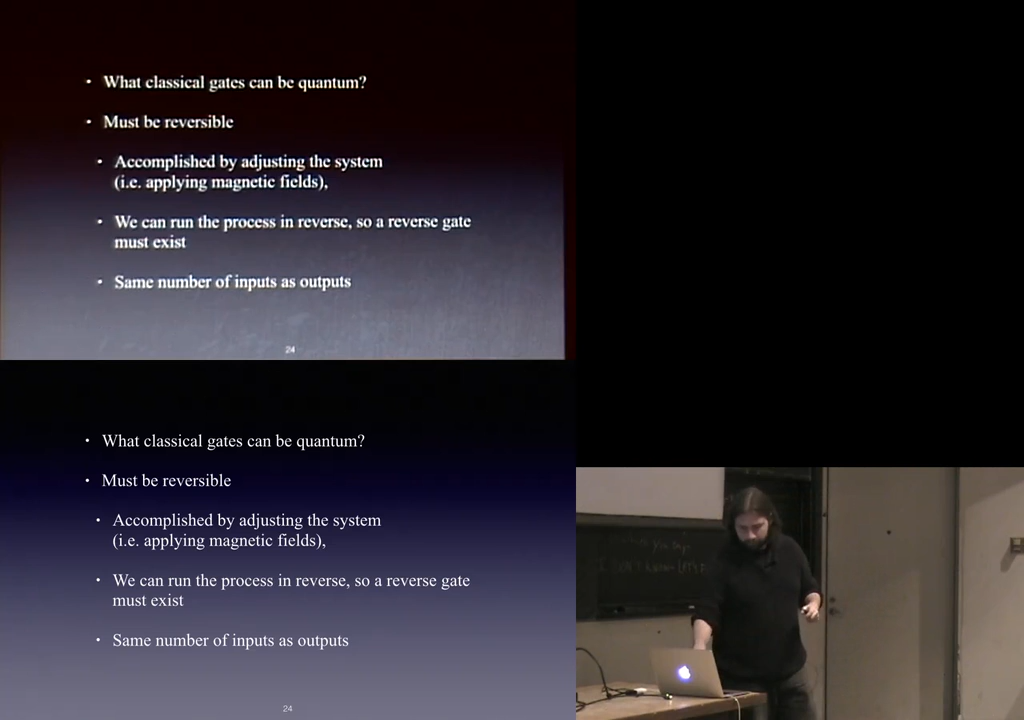 • What classical gates can be quantum?
• Must be reversible
• Accomplished by adjusting the system
(i.e. applying magnetic fields),
• We can run the process in reverse, so a reverse gate
must exist
• Same number of inputs as outputs
24
• What classical gates can be quantum?
• Must be reversible
• Accomplished by adjusting the system
(i.e. applying magnetic fields),
• We can run the process in reverse, so a reverse gate
must exist
• Same number of inputs as outputs
24